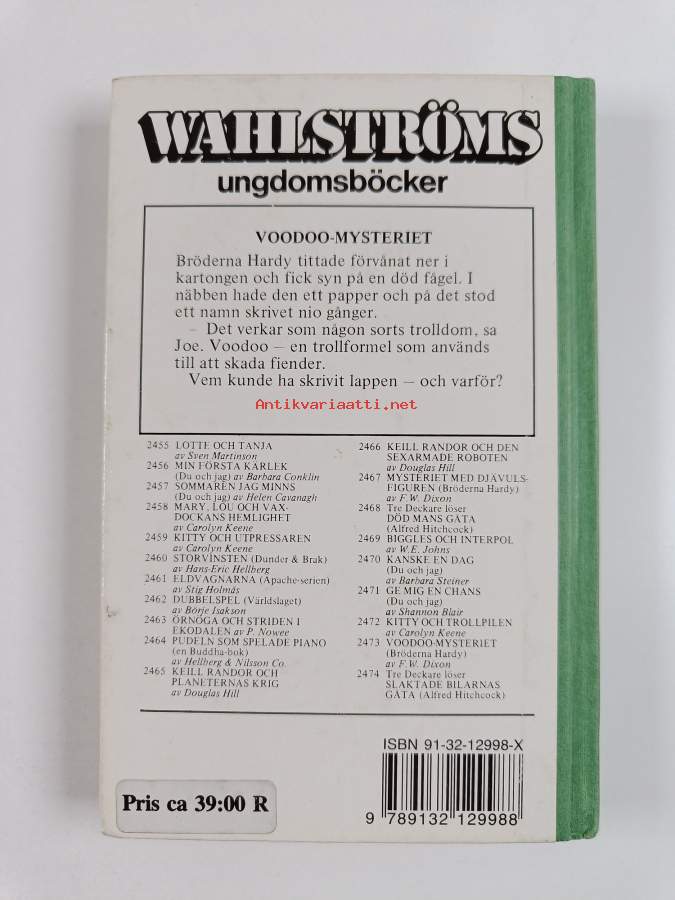 WAHLSTRÖMS
ungdomsböcker
VOODOO-MYSTERIET
Bröderna Hardy tittade förvånat ner i
kartongen och fick syn på en död fågel. I
näbben hade den ett papper och på det stod
ett namn skrivet nio gånger.
– Det verkar som någon sorts trolldom, sa
Joe. Voodoo – en trollformel som används
till att skada fiender.
Vem kunde ha skrivit lappen – och varför?
Antikvariaatti.net
2455 LOTTE OCH TANJA
av Sven Martinson
2456 MIN FÖRSTA KÄRLEK
(Du och jag) av Barbara Conklin
2457 SOMMAREN JAG MINNS
(Du och jag) av Helen Cavanagh
2458 MARY, LOU OCH VAX-
DOCKANS HEMLIGHET
av Carolyn Keene
2459 KITTY OCH UTPRESSAREN
av Carolyn Keene
2460 STORVINSTEN (Dunder & Brak)
av Hans-Eric Hellberg
2461 ELDVAGNARNA (Apache-serien)
av Stig Holmås
2462 DUBBELSPEL (Världslaget)
av Börje Isakson
2463 ÖRNÖGA OCH STRIDEN I
EKODALEN av P. Nowee
2464 PUDELN SOM SPELADE PIANO
(en Buddha-bok)
av Hellberg & Nilsson Co.
2465 KEILL RANDOR OCH
PLANETERNAS KRIG
av Douglas Hill
2466 KEILL RANDOR OCH DEN
SEXARMADE ROBOTEN
av Douglas Hill
2467 MYSTERIET MED DJÄVULS-
FIGUREN (Bröderna Hardy)
av F.W. Dixon
2468 Tre Deckare löser
DÖD MANS GÅTA
(Alfred Hitchcock)
2469 BIGGLES OCH INTERPOL
av W.E. Johns
2470 KANSKE EN DAG
(Du och jag)
av Barbara Steiner
2471 GE MIG EN CHANS
(Du och jag)
av Shannon Blair
2472 KITTY OCH TROLLPILEN
av Carolyn Keene
2473 VOODOO-MYSTERIET
(Bröderna Hardy)
av F.W. Dixon
2474 Tre Deckare löser
SLAKTADE BILARNAS
GÅTA (Alfred Hitchcock)
ISBN 91-32-12998-X
9 789132 129988
Pris ca 39:00 R